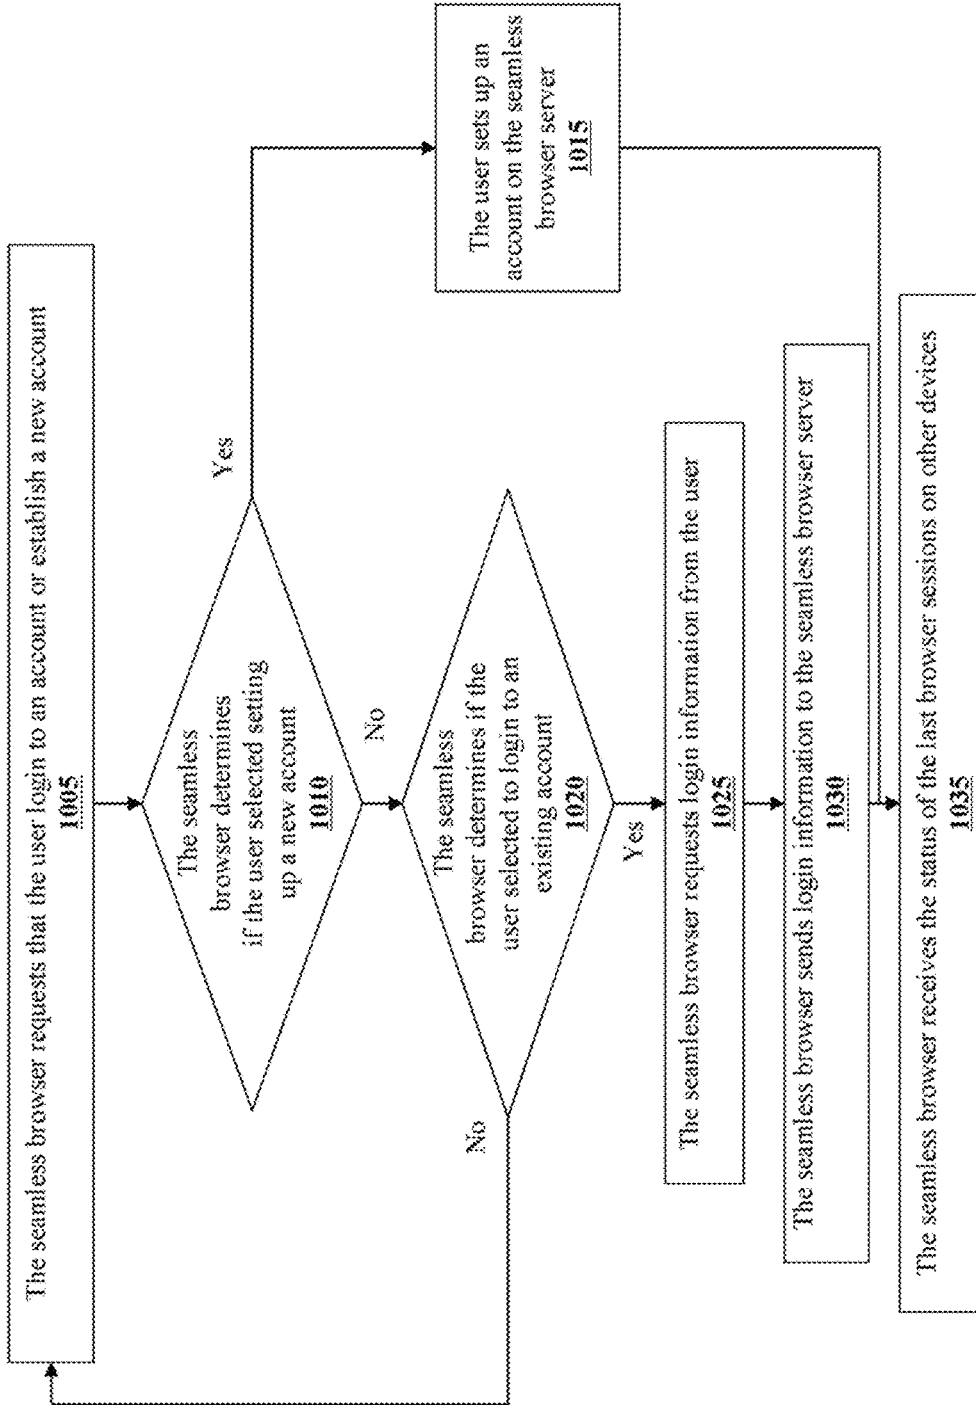 The seamless browser requests that the user login to an account or establish a new account
1005
The seamless
browser determines
if the user selected setting
up a new account
1010
Yes
No
The user sets up an
account on the seamless
browser server
1015
The seamless
browser determines if the
user selected to login to an
existing account
1020
No
Yes
The seamless browser requests login information from the user
1025
The seamless browser sends login information to the seamless browser server
1030
The seamless browser receives the status of the last browser sessions on other devices
1035